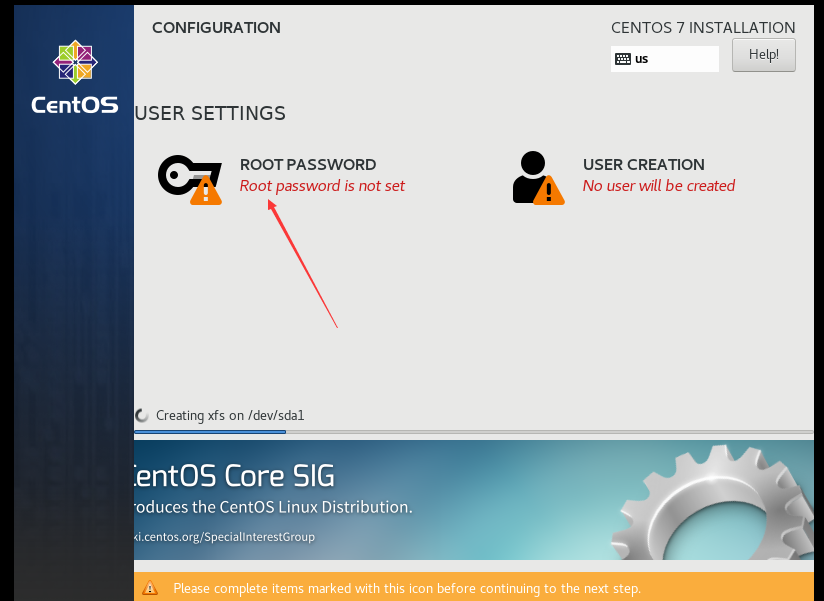 CONFIGURATION
CENTOS 7 INSTALLATION
us
Help!
CentOS
USER SETTINGS
ROOT PASSWORD
Root password is not set
USER CREATION
No user will be created
Creating xfs on /dev/sda1
CentOS Core SIG
roduces the CentOS Linux Distribution.
ki.centos.org/SpecialInterestGroup
Please complete items marked with this icon before continuing to the next step.